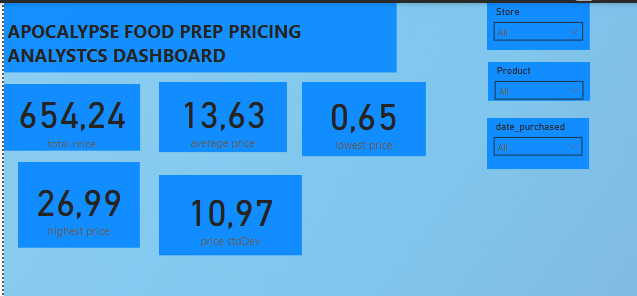 APOCALYPSE FOOD PREP PRICING
ANALYSTCS DASHBOARD
Store
All
Product
All
date_purchased
All
654,24
total price
13,63
average price
0,65
lowest price
26,99
highest price
10,97
price stdDev